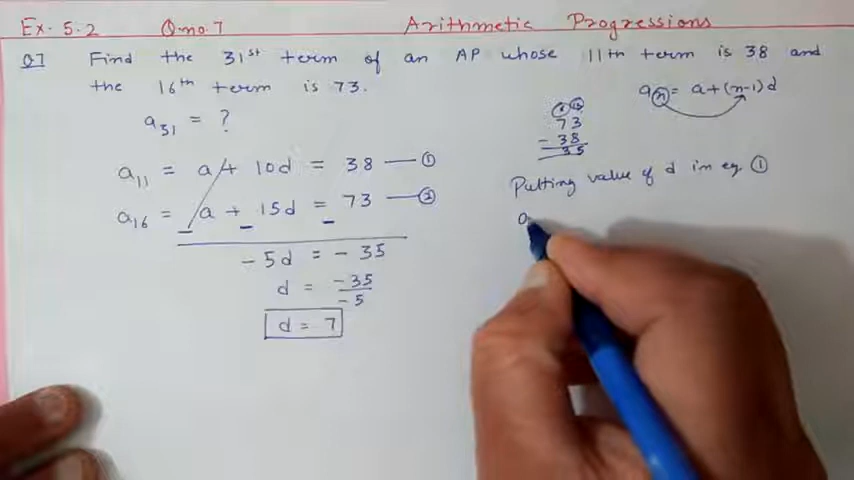 Ex. 5.2 Q.no.7 Arithmetic Progressions
Q7 Find the 31st term of an AP whose 11th term is 38 and
the 16th term is 73.
a31 = ?
a11 = a + 10d = 38 —— ①
a16 = a + 15d = 73 —— ②
- - -
-5d = -35
d = -35/-5
d = 7
an = a+(n-1)d
6 13
73
- 38
35
Putting value of d in eq ①
a